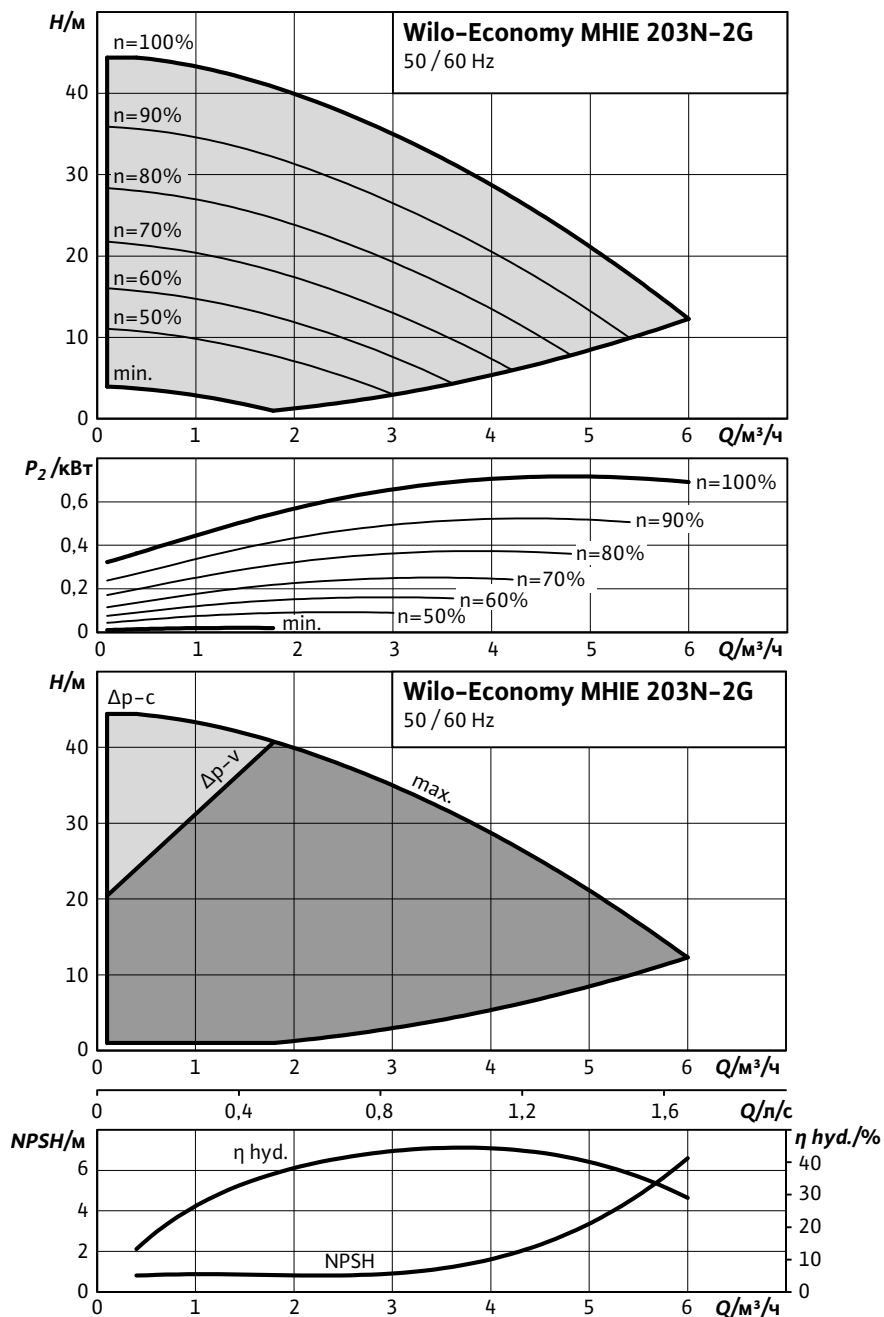 H/м
Wilo-Economy MHIE 203N-2G
50 / 60 Hz
n=100%
40
n=90%
30
n=80%
n=70%
20
n=60%
n=50%
10
min.
0
0 1 2 3 4 5 6 Q/м³/ч
P₂ /кВт
0,6
n=100%
n=90%
0,4
n=80%
n=70%
0,2
n=60%
n=50%
min.
0
0 1 2 3 4 5 6 Q/м³/ч
H/м
Wilo-Economy MHIE 203N-2G
50 / 60 Hz
Δp-c
40
Δp-v
max.
30
20
10
0
0 1 2 3 4 5 6 Q/м³/ч
0 0,4 0,8 1,2 1,6 Q/л/с
NPSH/м
η hyd./%
η hyd.
6
40
4
30
20
2
NPSH
10
0
0
0 1 2 3 4 5 6 Q/м³/ч